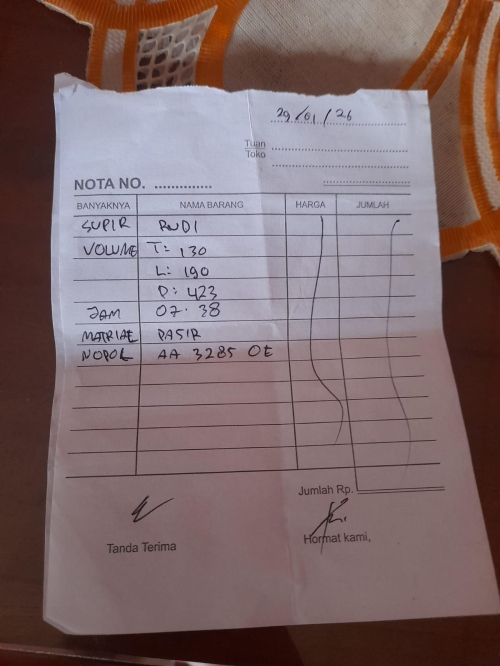 29/01/26
Tuan
Toko
NOTA NO. ..............
BANYAKNYA NAMA BARANG HARGA JUMLAH
SUPIR RUDI
VOLUME T: 130
L: 190
P: 423
JAM 07.38
MATRIAL PASIR
NOPOL AA 3285 OE
Jumlah Rp.
Tanda Terima
Hormat kami,